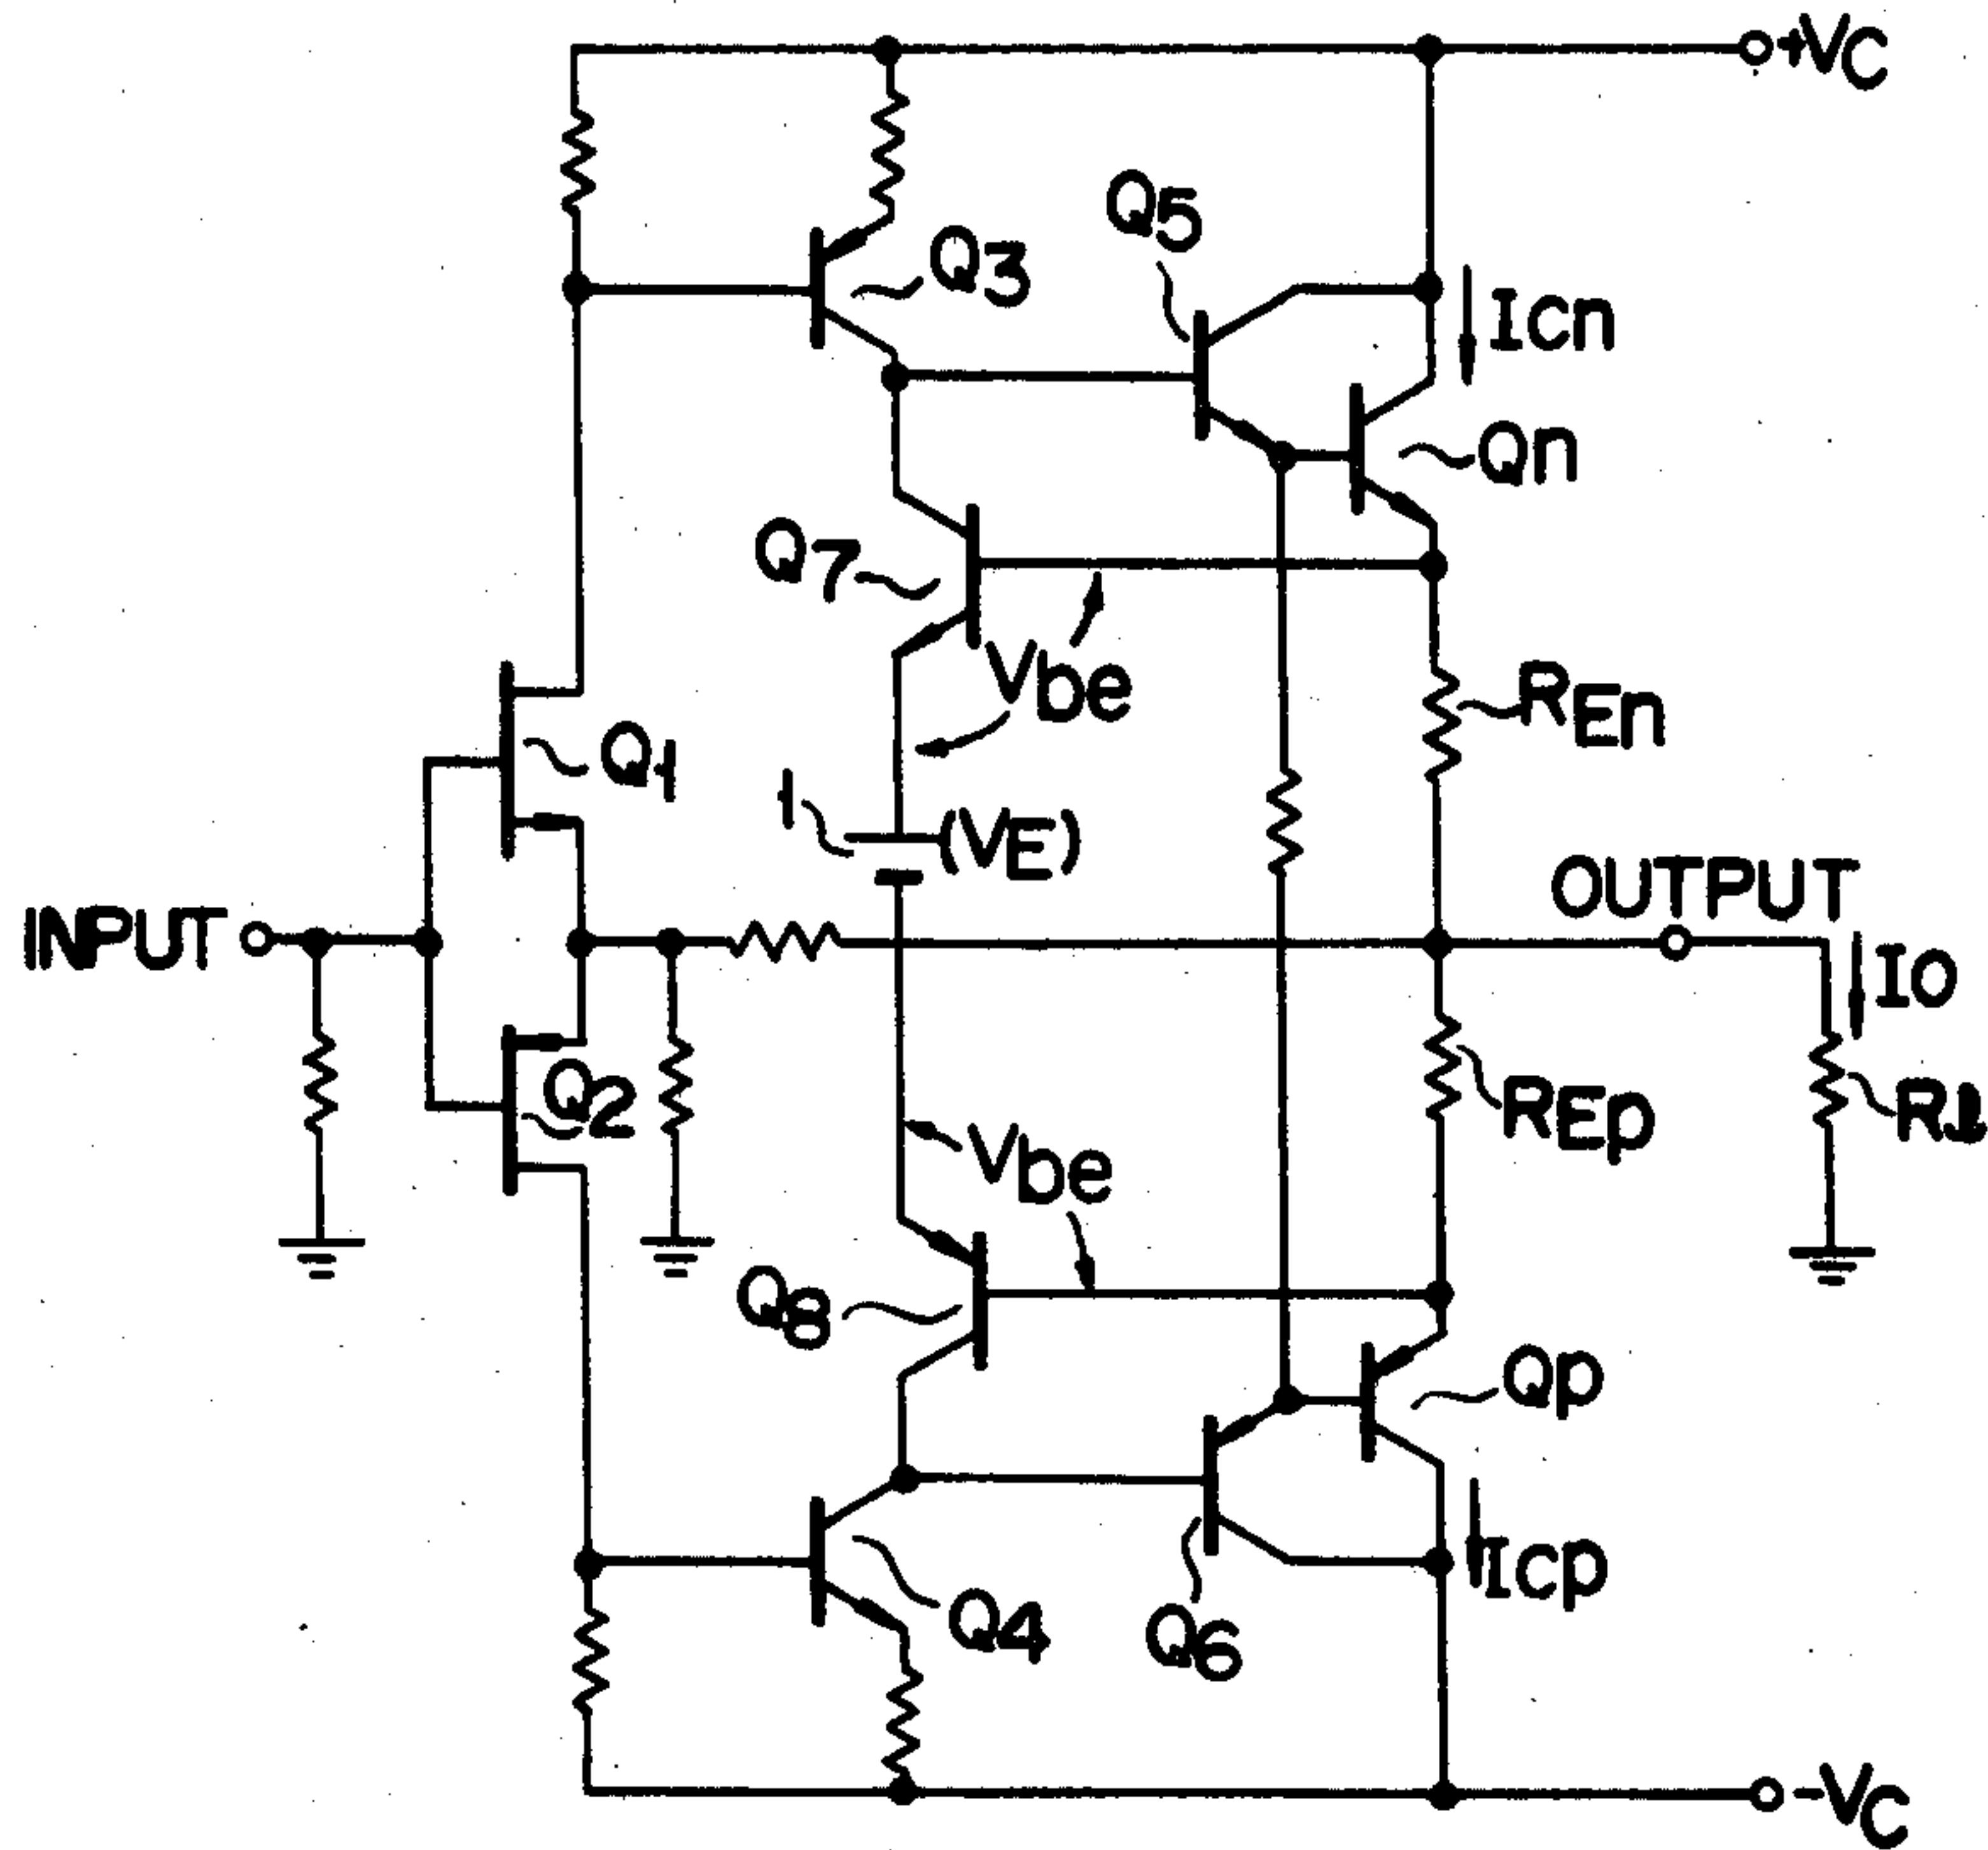 +VC
Q5
Q3
Icn
Qn
Q7
Vbe
REn
Q1
1
(VE)
OUTPUT
INPUT
IO
Q2
REp
RL
Vbe
Q8
Qp
Icp
Q4
Q6
-VC